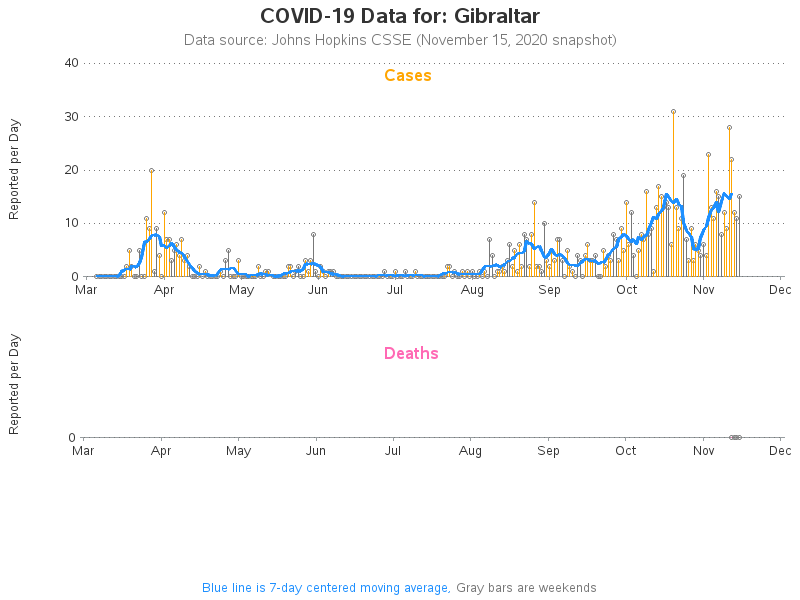 COVID-19 Data for: Gibraltar
Data source: Johns Hopkins CSSE (November 15, 2020 snapshot)
Cases
Reported per Day
40
30
20
10
0
Mar Apr May Jun Jul Aug Sep Oct Nov Dec
Deaths
Reported per Day
0
Mar Apr May Jun Jul Aug Sep Oct Nov Dec
Blue line is 7-day centered moving average, Gray bars are weekends